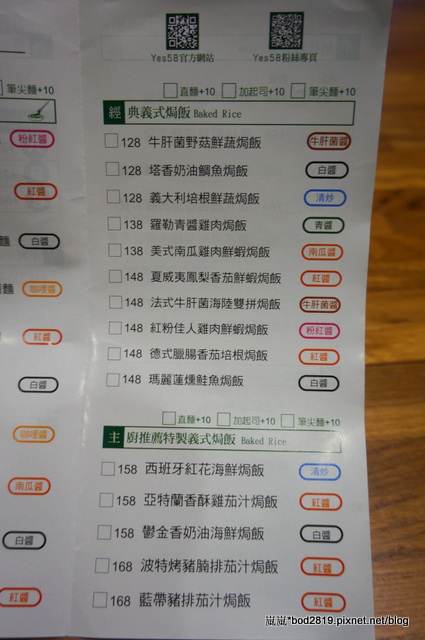 Yes58官方網站 Yes58粉絲專頁
筆尖麵+10
直麵+10 加起司+10 筆尖麵+10
經典義式焗飯 Baked Rice
128 牛肝菌野菇鮮蔬焗飯 牛肝菌醬
128 塔香奶油鯛魚焗飯 白醬
128 義大利培根鮮蔬焗飯 清炒
138 羅勒青醬雞肉焗飯 青醬
138 美式南瓜雞肉鮮蝦焗飯 南瓜醬
148 夏威夷鳳梨香茄鮮蝦焗飯 紅醬
148 法式牛肝菌海陸雙拼焗飯 牛肝菌醬
148 紅粉佳人雞肉鮮蝦焗飯 粉紅醬
148 德式臘腸香茄培根焗飯 紅醬
148 瑪麗蓮燻鮭魚焗飯 白醬
直麵+10 加起司+10 筆尖麵+10
主廚推薦特製義式焗飯 Baked Rice
158 西班牙紅花海鮮焗飯 清炒
158 亞特蘭香酥雞茄汁焗飯 紅醬
158 鬱金香奶油海鮮焗飯 白醬
168 波特烤豬腩排茄汁焗飯 紅醬
168 藍帶豬排茄汁焗飯 紅醬
粉紅醬
紅醬
麵 白醬
麵 咖哩醬
紅醬
白醬
咖哩醬
南瓜醬
白醬
紅醬
嵐嵐*bod2819.pixnet.net/blog